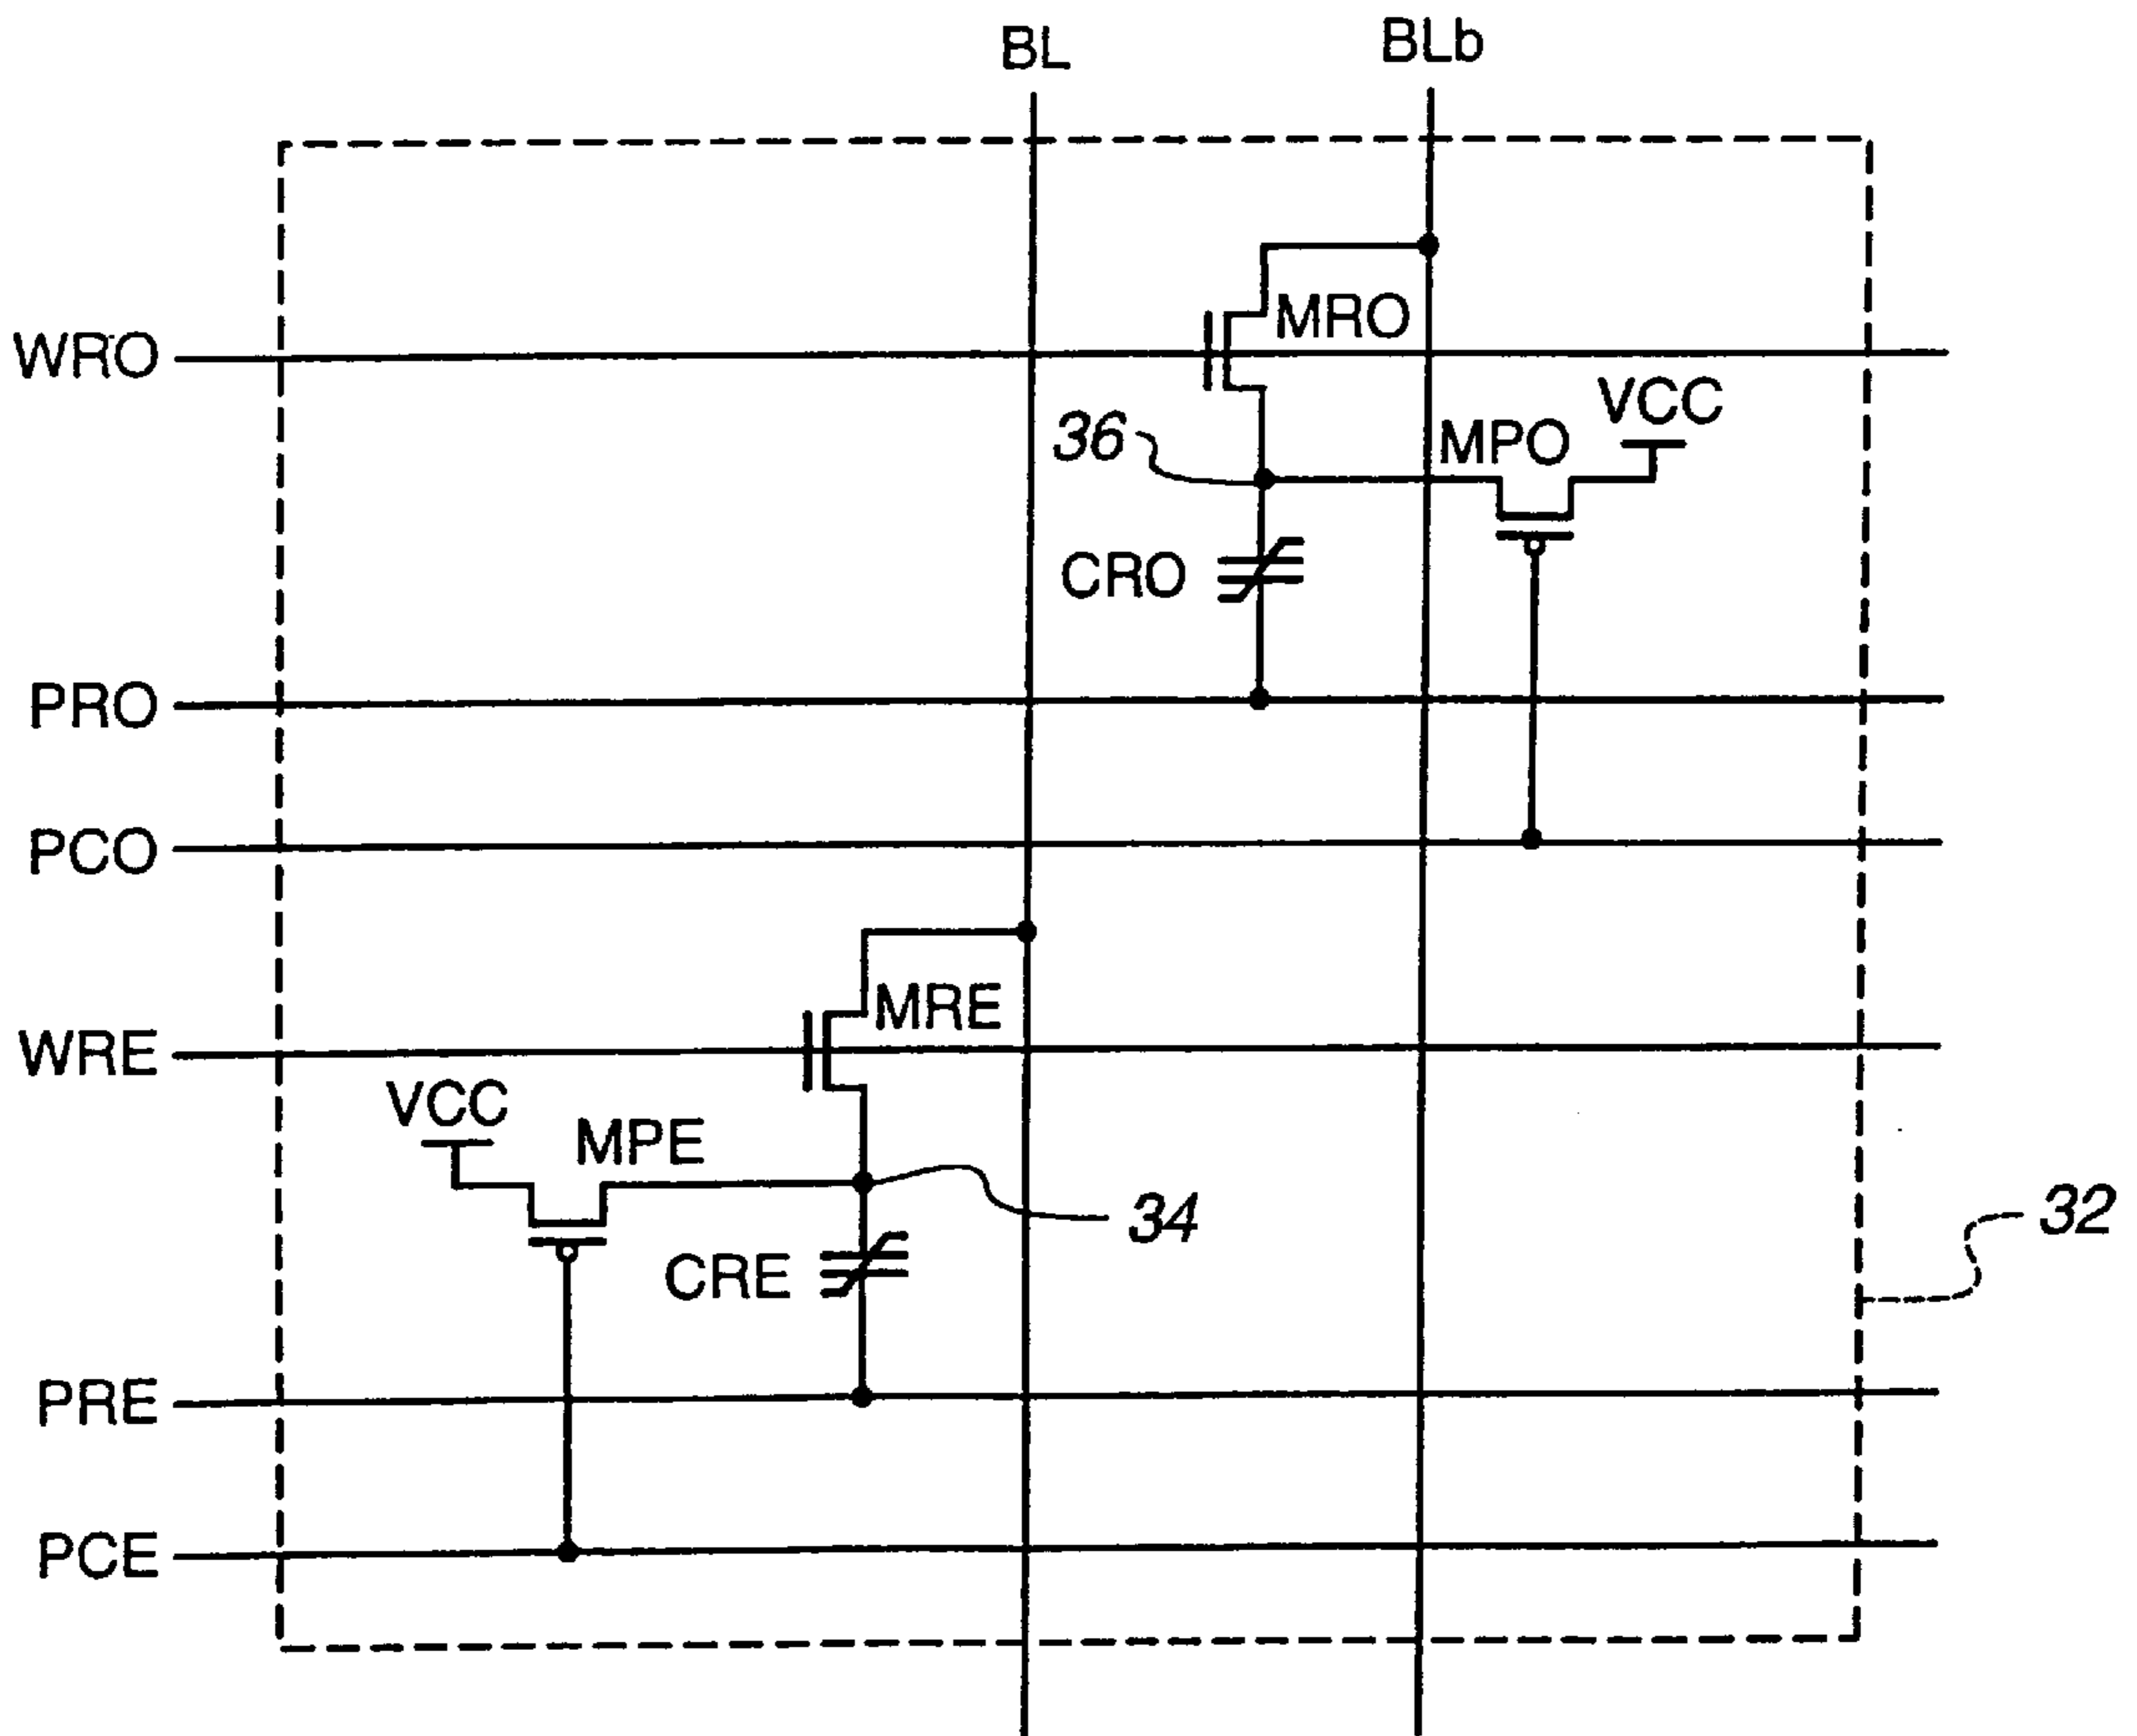 BL
BLb
MRO
WRO
VCC
36
MPO
CRO
PRO
PCO
MRE
WRE
VCC
MPE
34
32
CRE
PRE
PCE